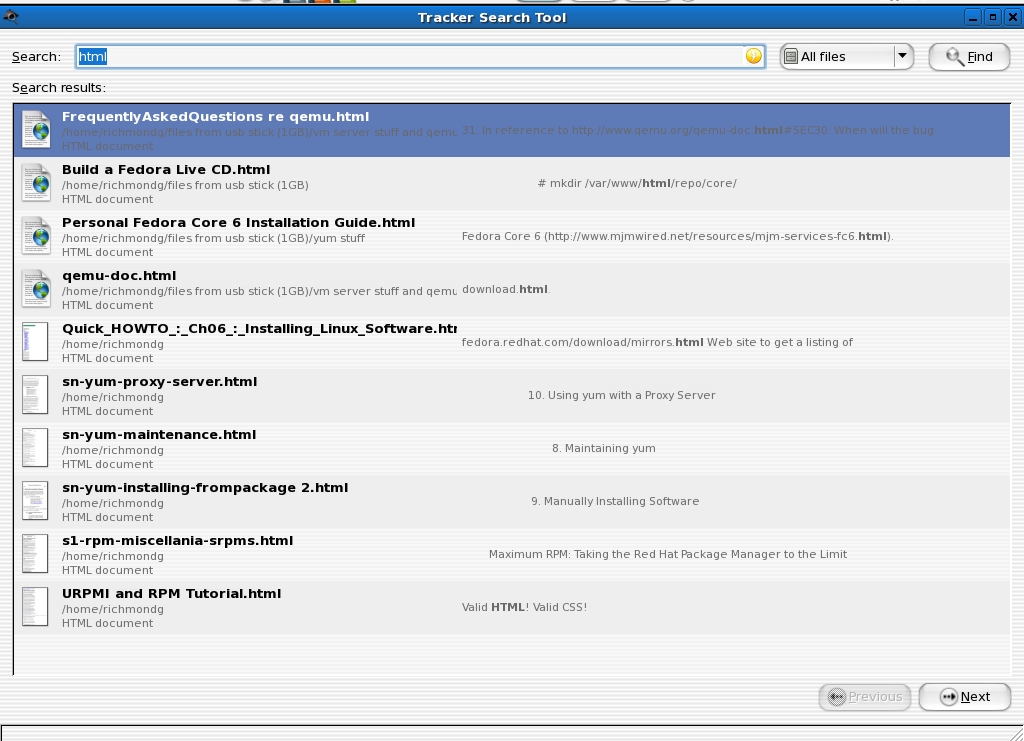 Tracker Search Tool
Search: html All files Find
Search results:
FrequentlyAskedQuestions re qemu.html
/home/richmondg/files from usb stick (1GB)/vm server stuff and qemu
31. In reference to http://www.qemu.org/qemu-doc.html#SEC30: When will the bug
HTML document
Build a Fedora Live CD.html
/home/richmondg/files from usb stick (1GB)
# mkdir /var/www/html/repo/core/
HTML document
Personal Fedora Core 6 Installation Guide.html
/home/richmondg/files from usb stick (1GB)/yum stuff
Fedora Core 6 (http://www.mjmwired.net/resources/mjm-services-fc6.html).
HTML document
qemu-doc.html
/home/richmondg/files from usb stick (1GB)/vm server stuff and qemu
download.html.
HTML document
Quick_HOWTO_:_Ch06_:_Installing_Linux_Software.htm
/home/richmondg
fedora.redhat.com/download/mirrors.html Web site to get a listing of
HTML document
sn-yum-proxy-server.html
/home/richmondg
10. Using yum with a Proxy Server
HTML document
sn-yum-maintenance.html
/home/richmondg
8. Maintaining yum
HTML document
sn-yum-installing-frompackage 2.html
/home/richmondg
9. Manually Installing Software
HTML document
s1-rpm-miscellania-srpms.html
/home/richmondg
Maximum RPM: Taking the Red Hat Package Manager to the Limit
HTML document
URPMI and RPM Tutorial.html
/home/richmondg
Valid HTML! Valid CSS!
HTML document
Previous Next